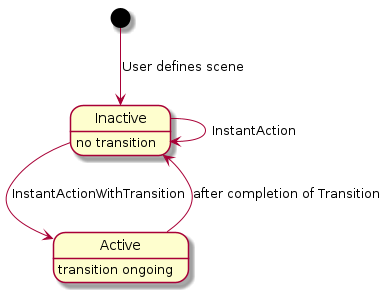 User defines scene
Inactive
no transition
InstantAction
InstantActionWithTransition
after completion of Transition
Active
transition ongoing